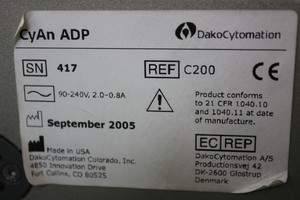 CyAn ADP
DakoCytomation
SN 417
REF C200
CE
90-240V, 2.0-0.8A
Product conforms
to 21 CFR 1040.10
and 1040.11 at date
of manufacture.
September 2005
Made in USA
DakoCytomation Colorado, Inc.
4850 Innovation Drive
Fort Collins, CO 80525
EC REP
DakoCytomation A/S
Produktionsvej 42
DK-2600 Glostrup
Denmark